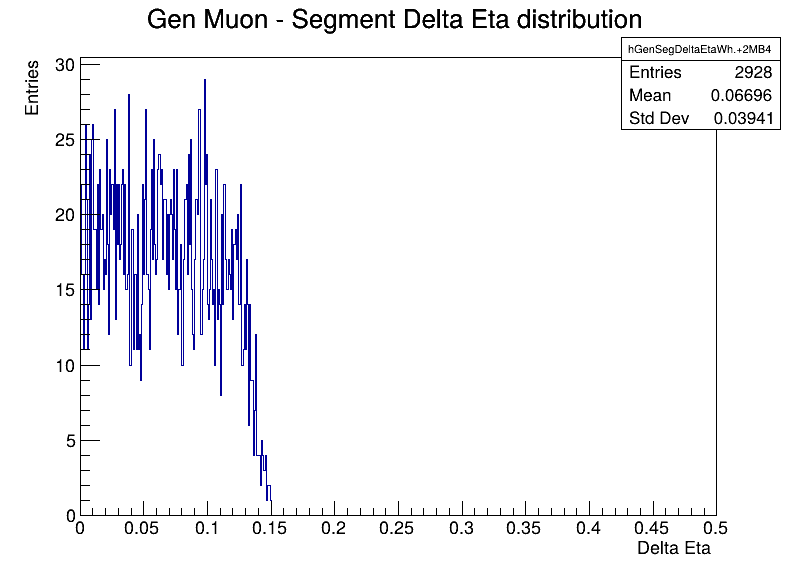 Gen Muon - Segment Delta Eta distribution
hGenSegDeltaEtaWh.+2MB4
Entries 2928
Mean 0.06696
Std Dev 0.03941
Entries
30
25
20
15
10
5
0
0 0.05 0.1 0.15 0.2 0.25 0.3 0.35 0.4 0.45 0.5
Delta Eta